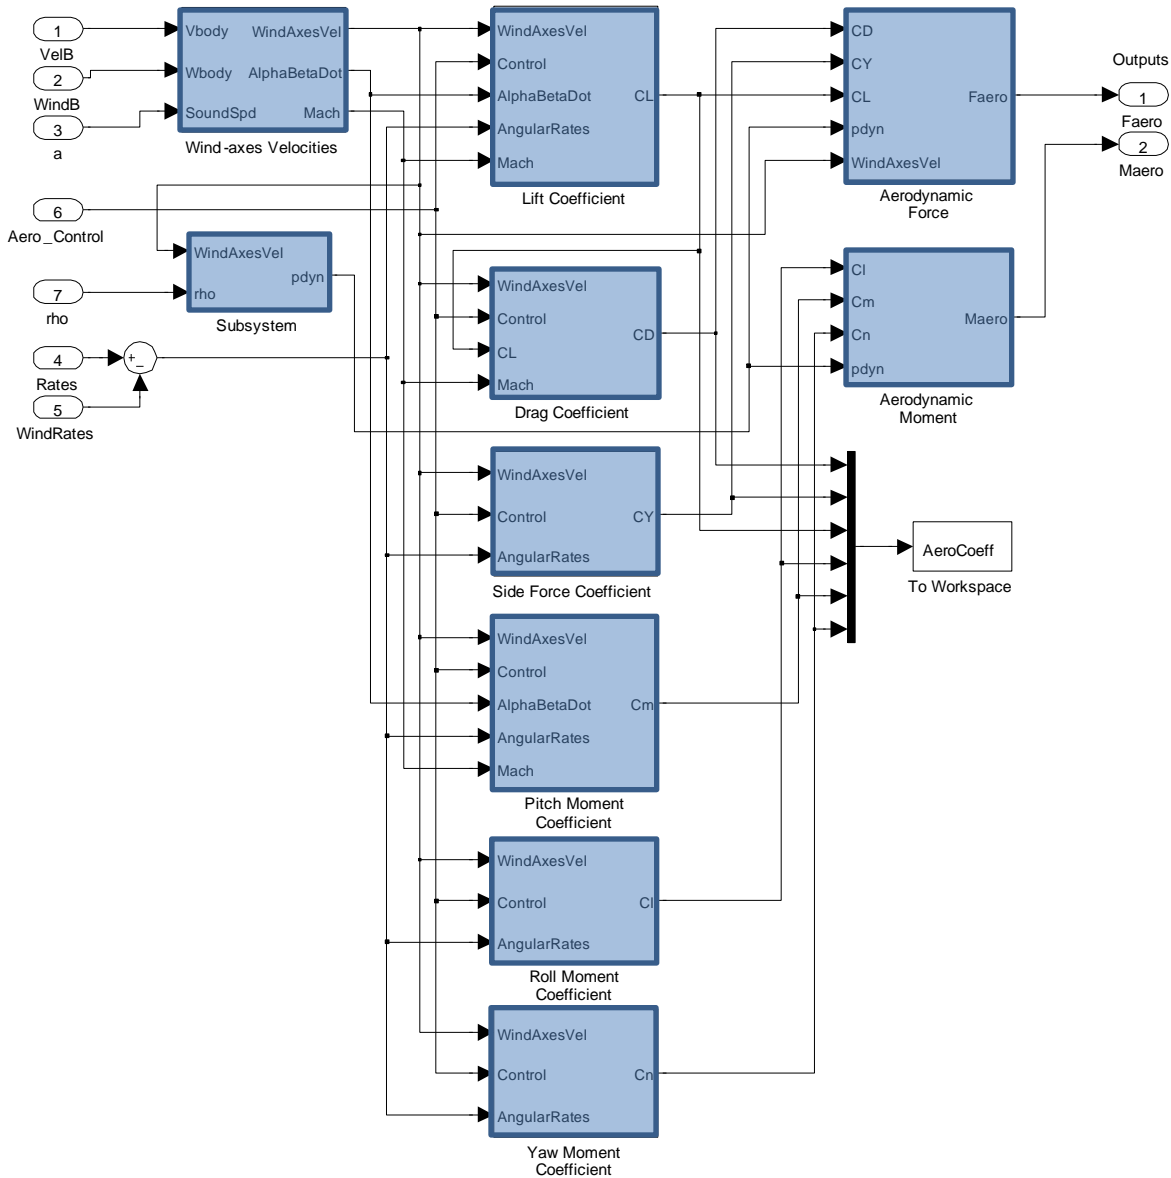 1
VelB
2
WindB
3
a
6
Aero_Control
7
rho
4
Rates
5
WindRates
+
−
Vbody
Wbody
SoundSpd
WindAxesVel
AlphaBetaDot
Mach
Wind-axes Velocities
WindAxesVel
rho
pdyn
Subsystem
WindAxesVel
Control
AlphaBetaDot
AngularRates
Mach
CL
Lift Coefficient
WindAxesVel
Control
CL
Mach
CD
Drag Coefficient
WindAxesVel
Control
AngularRates
CY
Side Force Coefficient
WindAxesVel
Control
AlphaBetaDot
AngularRates
Mach
Cm
Pitch Moment
Coefficient
WindAxesVel
Control
AngularRates
Cl
Roll Moment
Coefficient
WindAxesVel
Control
AngularRates
Cn
Yaw Moment
Coefficient
CD
CY
CL
pdyn
WindAxesVel
Faero
Aerodynamic
Force
Cl
Cm
Cn
pdyn
Maero
Aerodynamic
Moment
AeroCoeff
To Workspace
Outputs
1
Faero
2
Maero